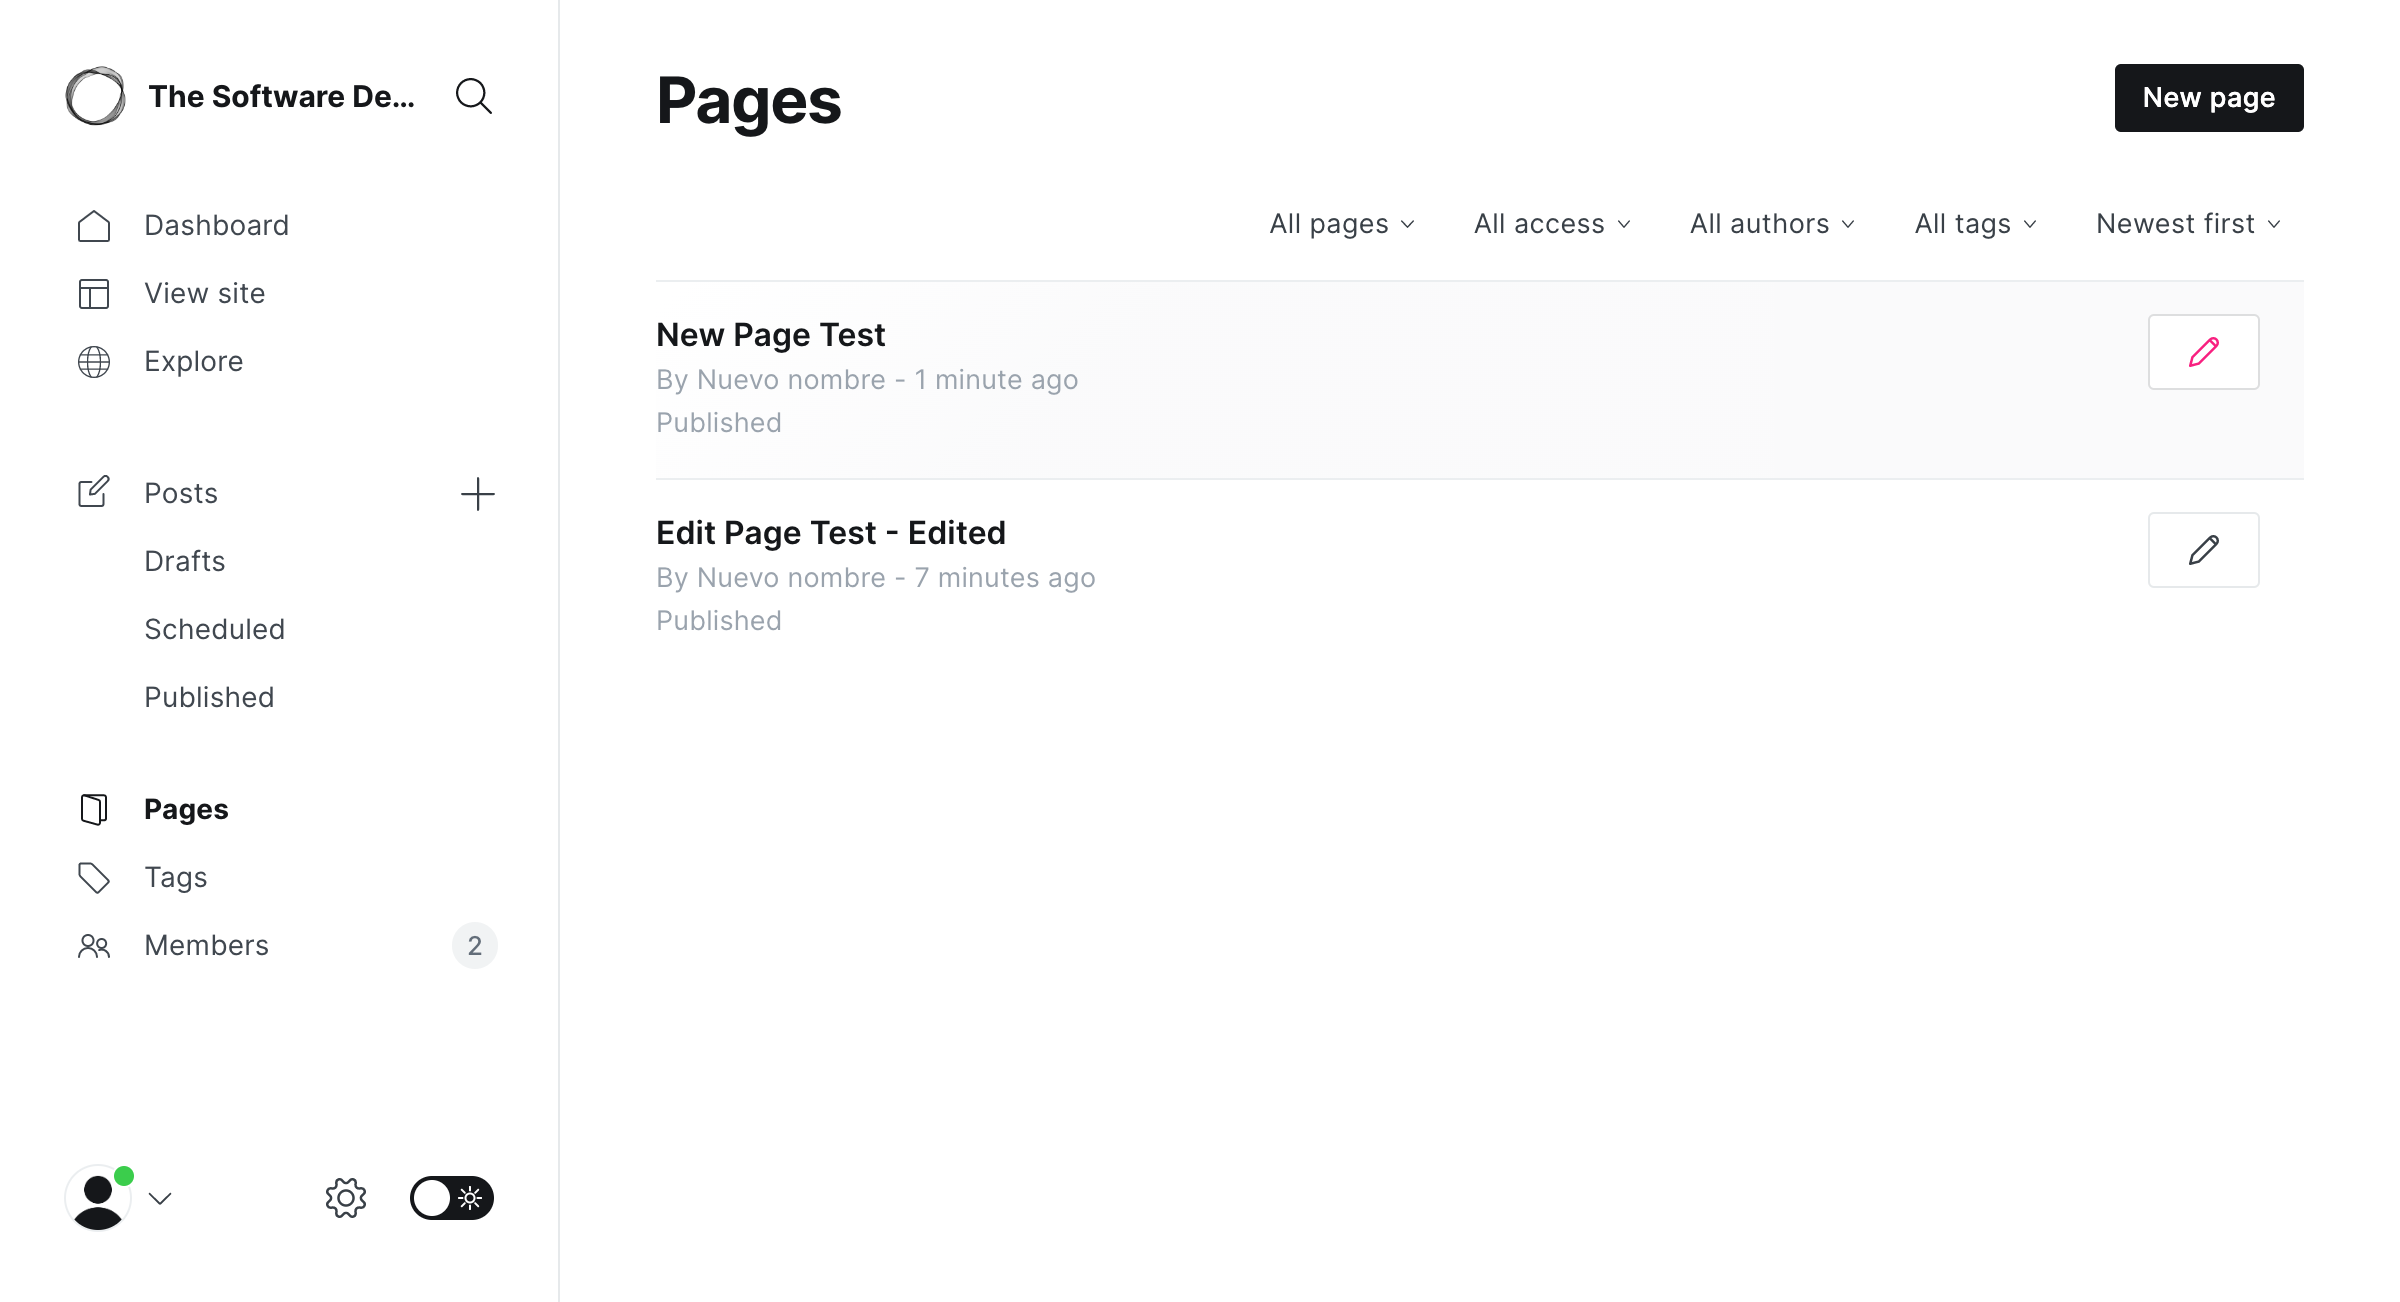 The Software De...
Dashboard
View site
Explore
Posts
Drafts
Scheduled
Published
Pages
Tags
Members
2
Pages
New page
All pages
All access
All authors
All tags
Newest first
New Page Test
By Nuevo nombre - 1 minute ago
Published
Edit Page Test - Edited
By Nuevo nombre - 7 minutes ago
Published